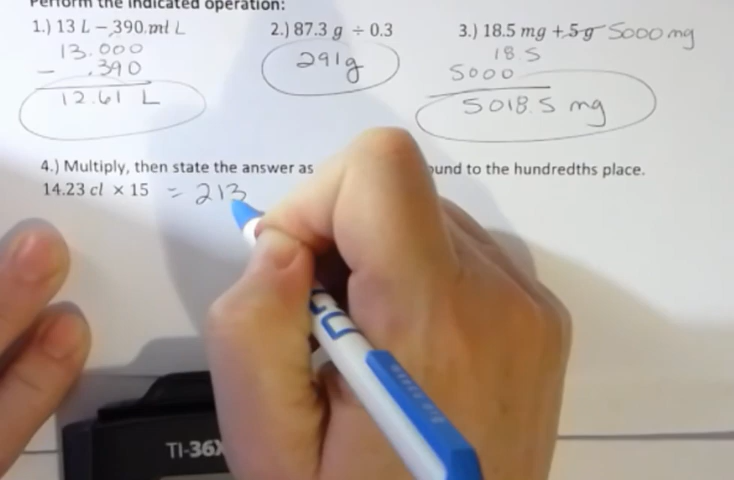 Perform the indicated operation:
1.) 13 L – .390 ml L
13.000
– .390
12.61 L
2.) 87.3 g ÷ 0.3
291g
3.) 18.5 mg + 5 g 5000 mg
18.5
5000
5018.5 mg
4.) Multiply, then state the answer as
to the hundredths place.
14.23 cl × 15 = 213
TI-36X